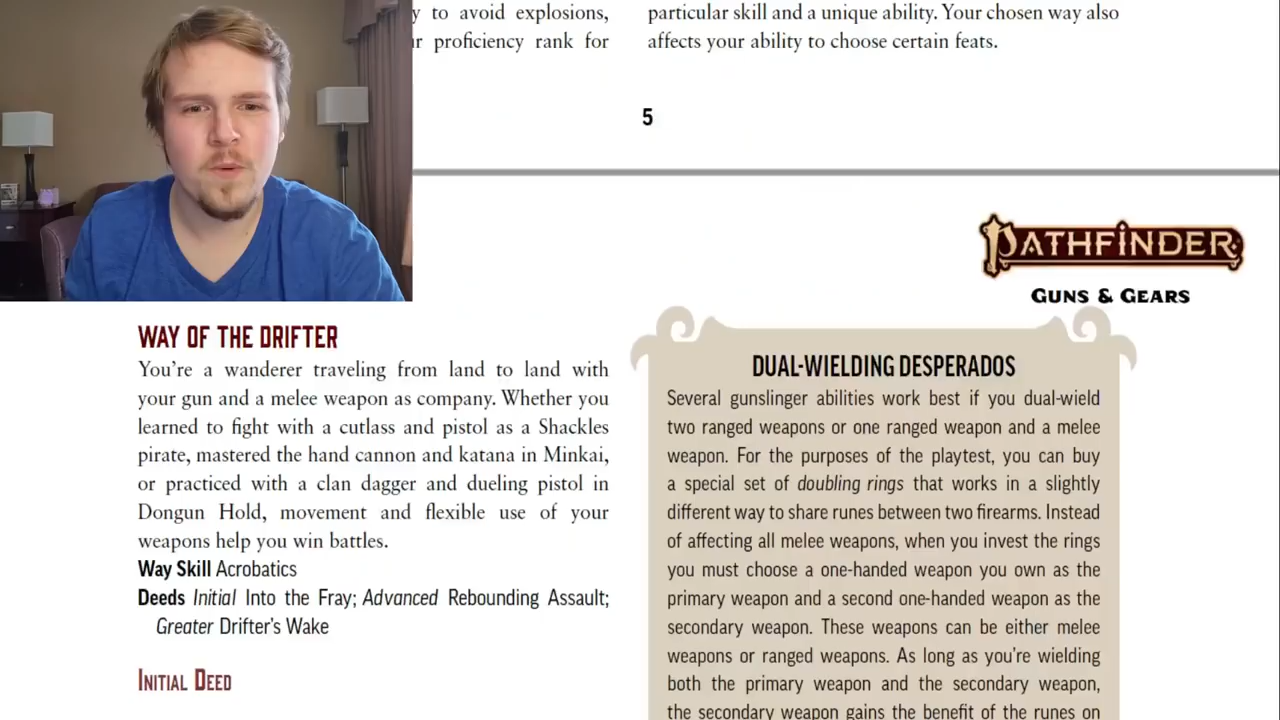 y to avoid explosions,
r proficiency rank for
particular skill and a unique ability. Your chosen way also
affects your ability to choose certain feats.
5
PATHFINDER
GUNS & GEARS
WAY OF THE DRIFTER
You're a wanderer traveling from land to land with
your gun and a melee weapon as company. Whether you
learned to fight with a cutlass and pistol as a Shackles
pirate, mastered the hand cannon and katana in Minkai,
or practiced with a clan dagger and dueling pistol in
Dongun Hold, movement and flexible use of your
weapons help you win battles.
Way Skill Acrobatics
Deeds Initial Into the Fray; Advanced Rebounding Assault;
Greater Drifter's Wake
INITIAL DEED
DUAL-WIELDING DESPERADOS
Several gunslinger abilities work best if you dual-wield
two ranged weapons or one ranged weapon and a melee
weapon. For the purposes of the playtest, you can buy
a special set of doubling rings that works in a slightly
different way to share runes between two firearms. Instead
of affecting all melee weapons, when you invest the rings
you must choose a one-handed weapon you own as the
primary weapon and a second one-handed weapon as the
secondary weapon. These weapons can be either melee
weapons or ranged weapons. As long as you're wielding
both the primary weapon and the secondary weapon,
the secondary weapon gains the benefit of the runes on